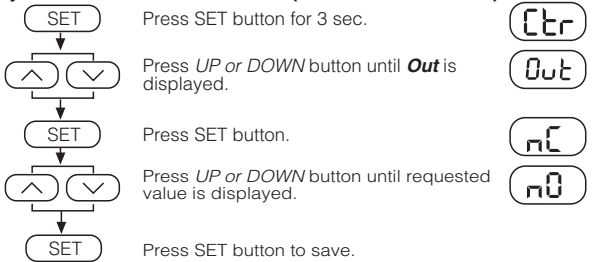 SET
Press SET button for 3 sec.
Ctr
Press UP or DOWN button until Out is
displayed.
Out
SET
Press SET button.
nC
Press UP or DOWN button until requested
value is displayed.
nO
SET
Press SET button to save.